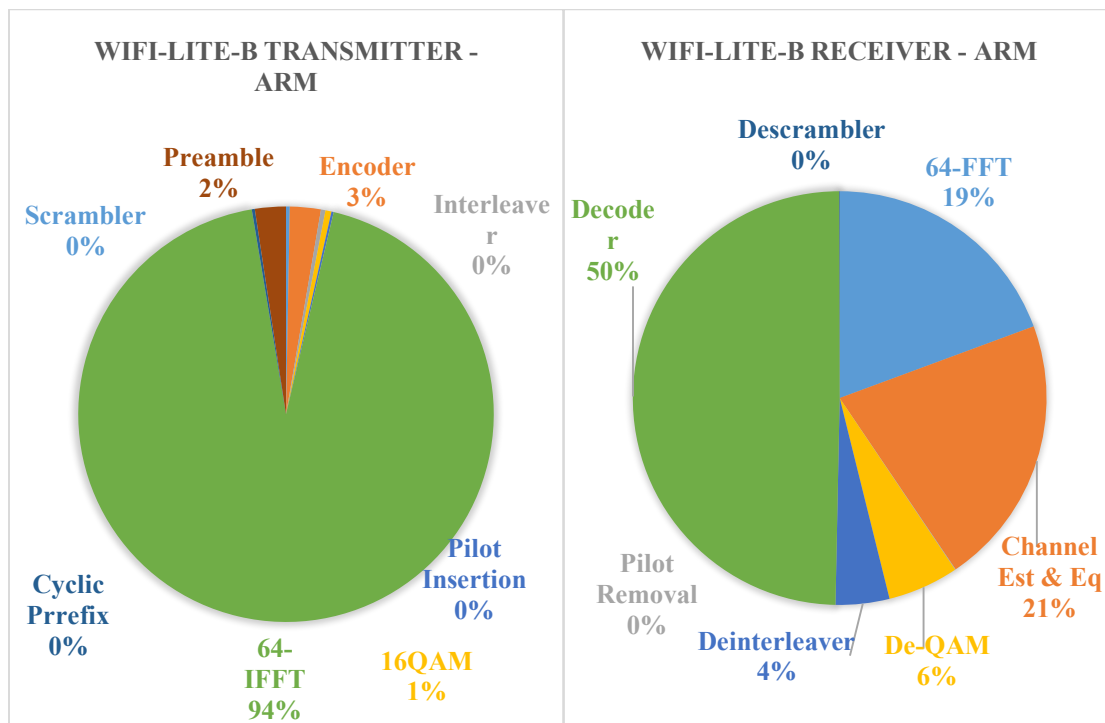 WIFI-LITE-B TRANSMITTER -
ARM
Preamble
2%
Encoder
3%
Scrambler
0%
Interleave
r
0%
Cyclic
Prrefix
0%
64-
IFFT
94%
16QAM
1%
Pilot
Insertion
0%
WIFI-LITE-B RECEIVER - ARM
Descrambler
0%
64-FFT
19%
Decode
r
50%
Pilot
Removal
0%
Channel
Est & Eq
21%
Deinterleaver
4%
De-QAM
6%